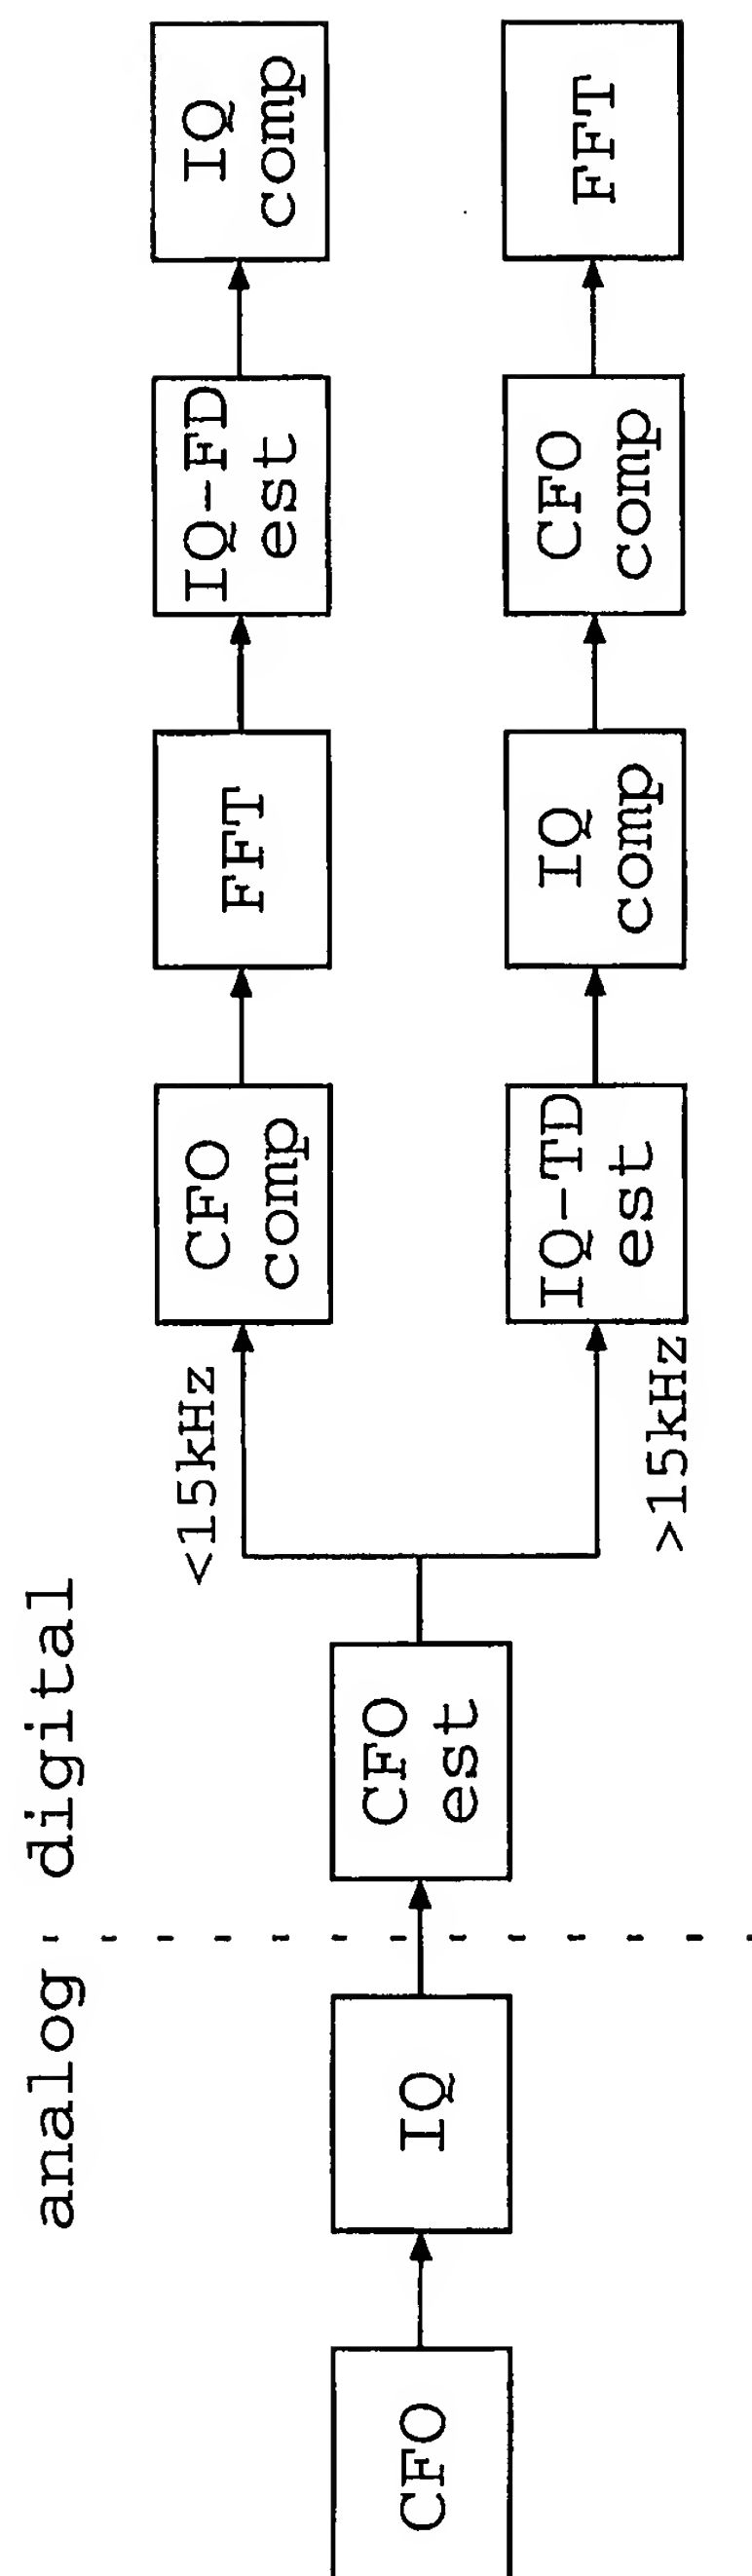 analog
digital
CFO
IQ
CFO
est
<15kHz
CFO
comp
FFT
IQ-FD
est
IQ
comp
>15kHz
IQ-TD
est
IQ
comp
CFO
comp
FFT